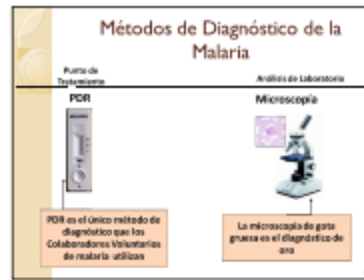 Métodos de Diagnóstico de la
Malaria
Punto de
Tratamiento
Análisis de Laboratorio
PDR
Microscopía
PDR es el único método de
diagnóstico que los
Colaboradores Voluntarios
de malaria utilizan
La microscopía de gota
gruesa es el diagnóstico de
oro